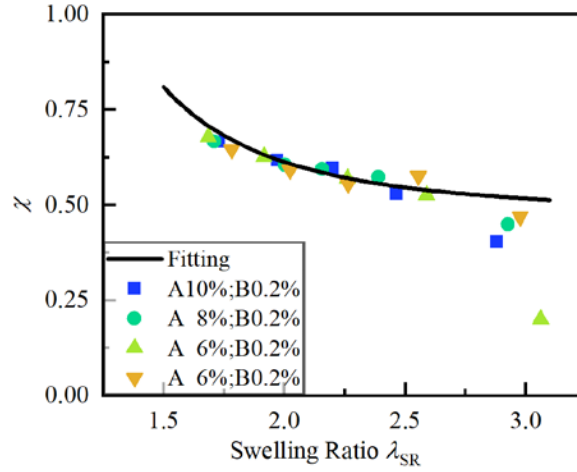 1.00
0.75
0.50
0.25
0.00
χ
Fitting
A10%;B0.2%
A 8%;B0.2%
A 6%;B0.2%
A 6%;B0.2%
1.5 2.0 2.5 3.0
Swelling Ratio λSR